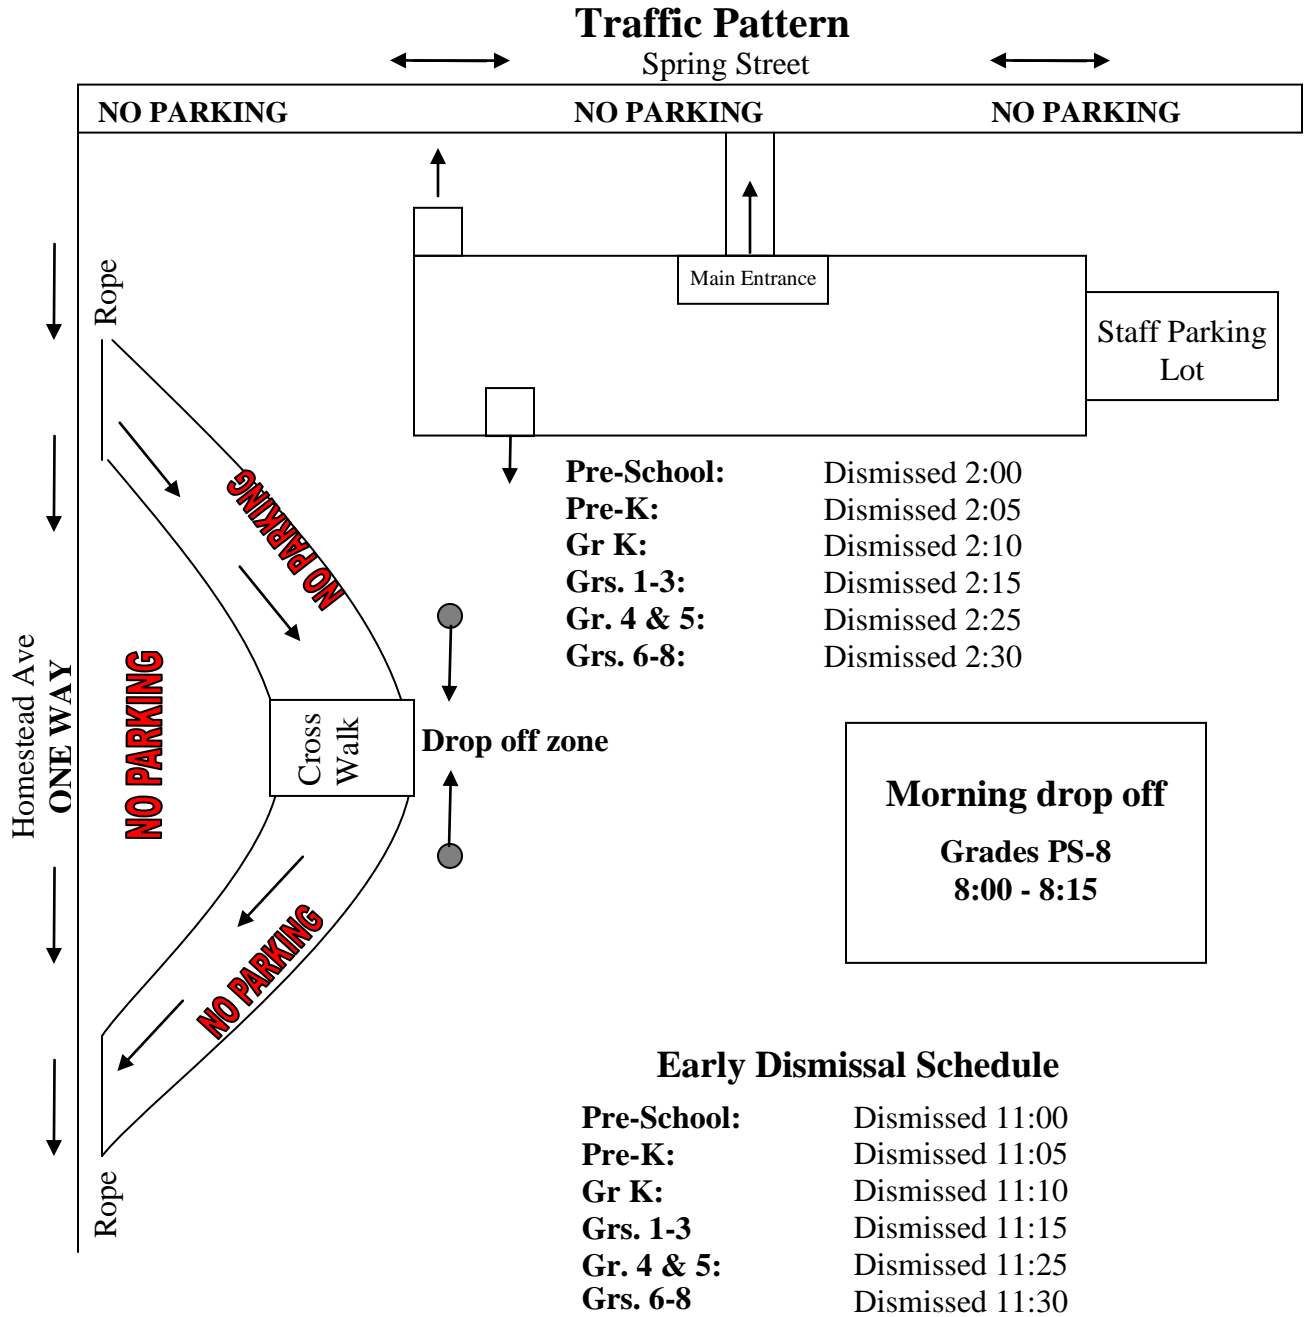 Traffic Pattern
Spring Street
NO PARKING NO PARKING NO PARKING
Main Entrance
Staff Parking
Lot
Rope
NO PARKING
Homestead Ave
ONE WAY
NO PARKING
Cross
Walk
Drop off zone
NO PARKING
Rope
Pre-School: Dismissed 2:00
Pre-K: Dismissed 2:05
Gr K: Dismissed 2:10
Grs. 1-3: Dismissed 2:15
Gr. 4 & 5: Dismissed 2:25
Grs. 6-8: Dismissed 2:30
Morning drop off
Grades PS-8
8:00 - 8:15
Early Dismissal Schedule
Pre-School: Dismissed 11:00
Pre-K: Dismissed 11:05
Gr K: Dismissed 11:10
Grs. 1-3 Dismissed 11:15
Gr. 4 & 5: Dismissed 11:25
Grs. 6-8 Dismissed 11:30